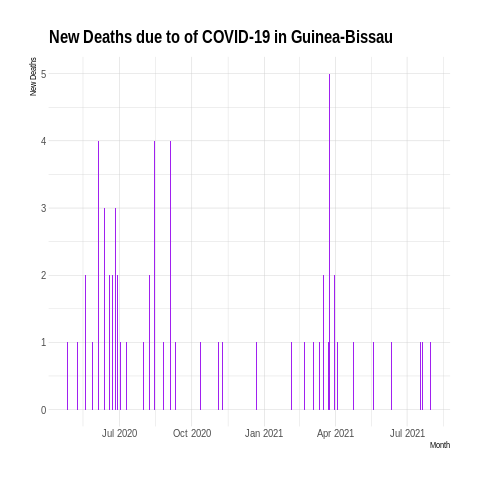 New Deaths due to of COVID-19 in Guinea-Bissau
New Deaths
5
4
3
2
1
0
Jul 2020 Oct 2020 Jan 2021 Apr 2021 Jul 2021
Month